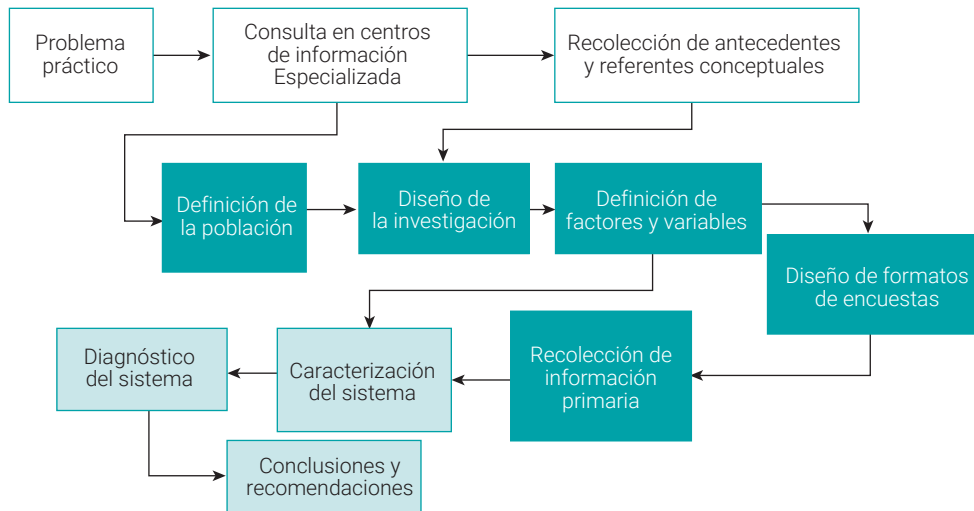 Problema
práctico
Consulta en centros
de información
Especializada
Recolección de antecedentes
y referentes conceptuales
Definición de
la población
Diseño de
la investigación
Definición de
factores y variables
Diseño de formatos
de encuestas
Diagnóstico
del sistema
Caracterización
del sistema
Recolección de
información
primaria
Conclusiones y
recomendaciones